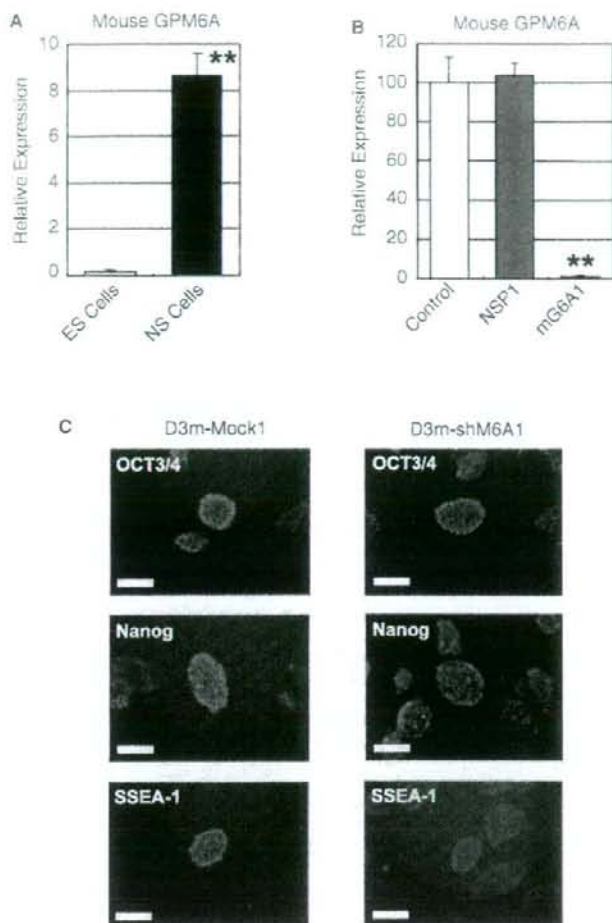 A
Mouse GPM6A
Relative Expression
10
8
6
4
2
0
ES Cells
NS Cells
**
B
Mouse GPM6A
Relative Expression
120
100
80
60
40
20
0
Control
NSP1
mG6A1
**
C
D3m-Mock1
D3m-shM6A1
OCT3/4
OCT3/4
Nanog
Nanog
SSEA-1
SSEA-1